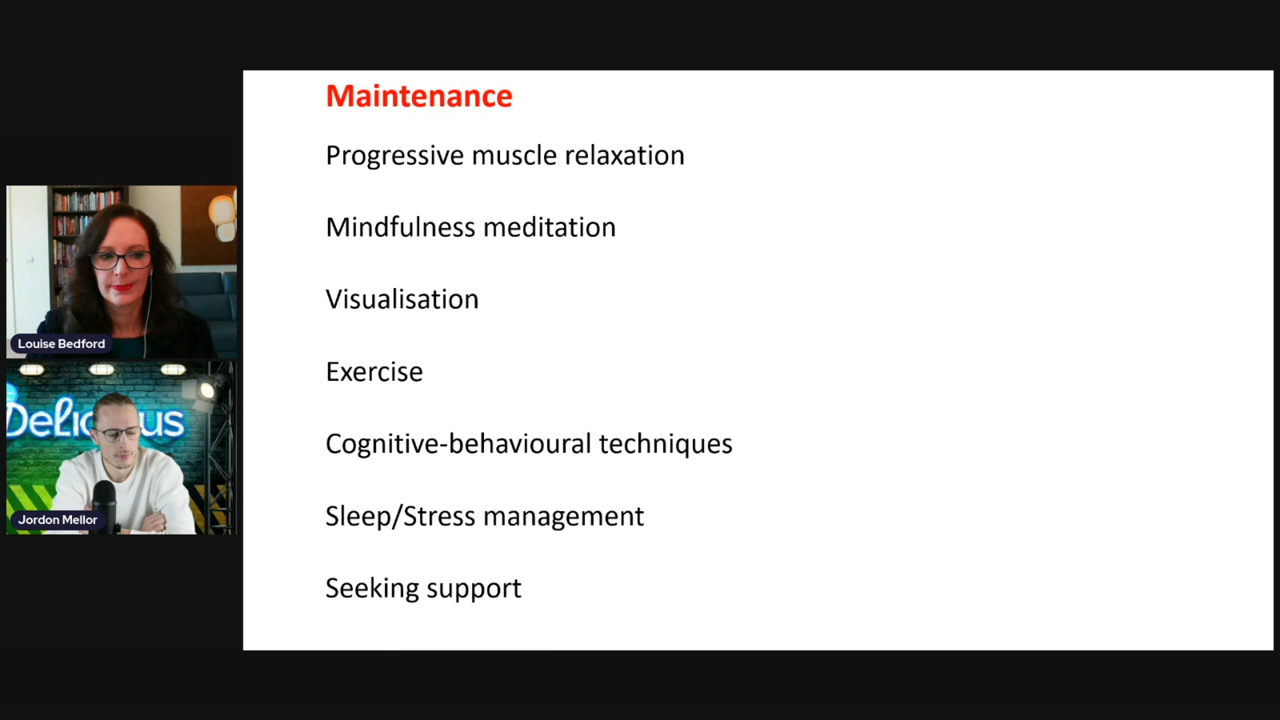 Maintenance
Progressive muscle relaxation
Mindfulness meditation
Visualisation
Exercise
Cognitive-behavioural techniques
Sleep/Stress management
Seeking support
Louise Bedford
Jordon Mellor